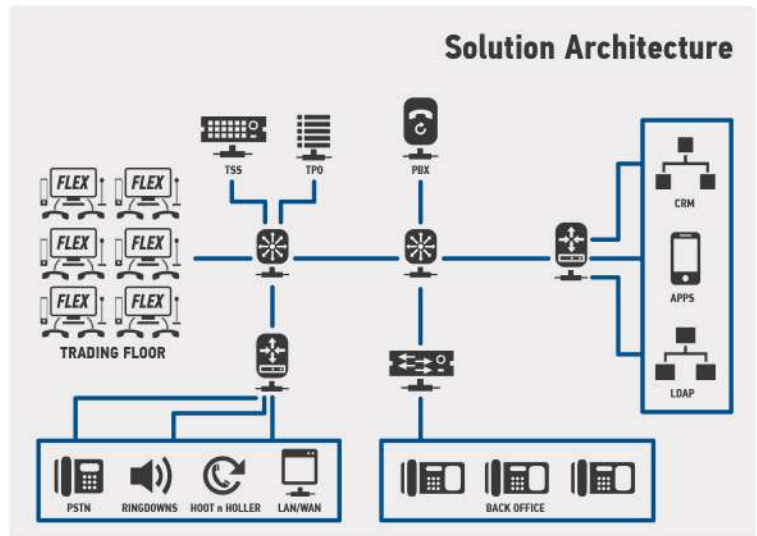 Solution Architecture
TSS
TPO
PBX
FLEX
FLEX
FLEX
FLEX
FLEX
FLEX
TRADING FLOOR
CRM
APPS
LDAP
PSTN
RINGDOWNS
HOOT n HOLLER
LAN/WAN
BACK OFFICE